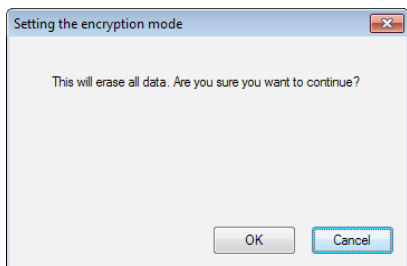 Setting the encryption mode
This will erase all data. Are you sure you want to continue?
OK
Cancel